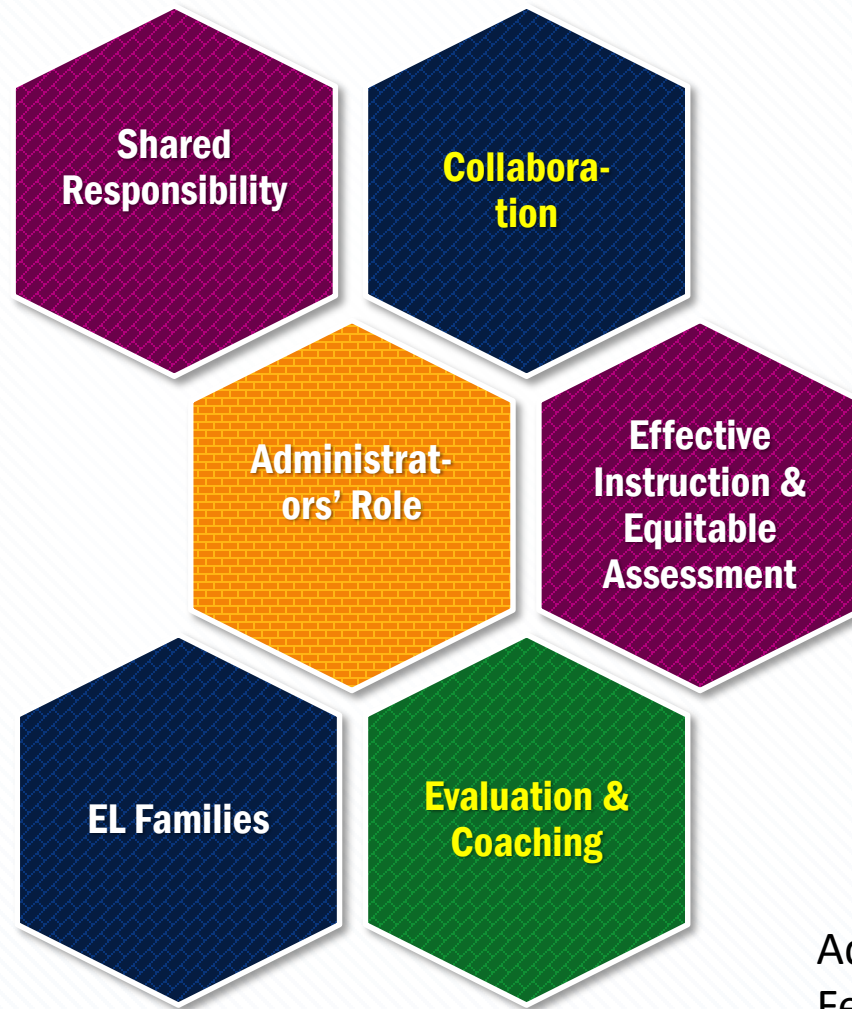 Shared
Responsibility
Collabora-
tion
Administrat-
ors' Role
Effective
Instruction &
Equitable
Assessment
EL Families
Evaluation &
Coaching